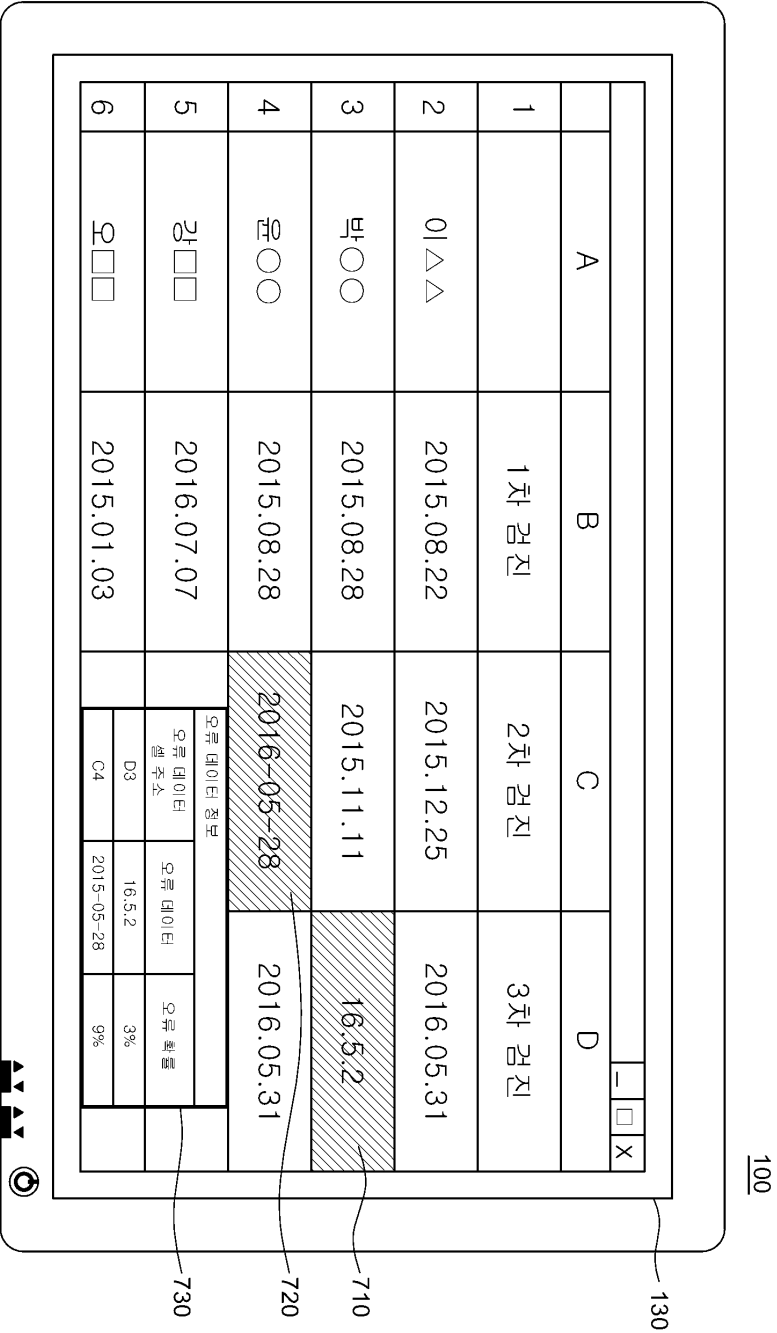 100
130
_ □ X
A B C D
1 1차 검진 2차 검진 3차 검진
2 이△△ 2015.08.22 2015.12.25 2016.05.31
3 박○○ 2015.08.28 2015.11.11 16.5.2
4 윤○○ 2015.08.28 2016-05-28 2016.05.31
5 강□□ 2016.07.07
6 오□□ 2015.01.03
오류 데이터 정보
오류 데이터 셀 주소 오류 데이터 오류 확률
D3 16.5.2 3%
C4 2015-05-28 9%
710
720
730